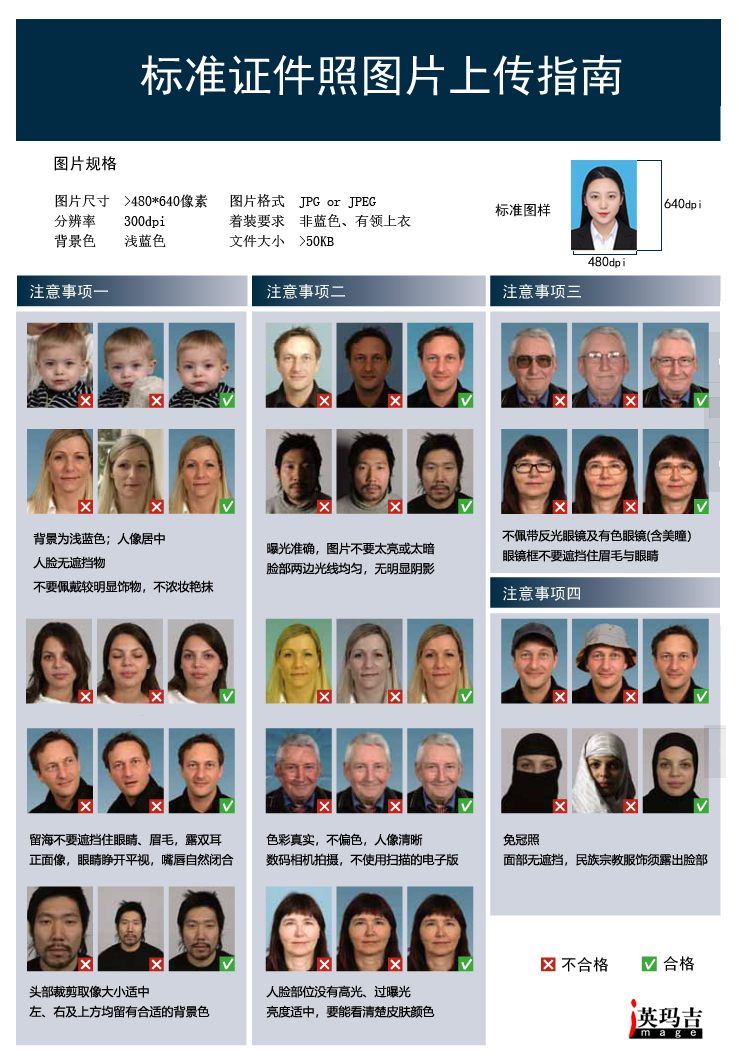 标准证件照图片上传指南
图片规格
图片尺寸 >480*640像素 图片格式 JPG or JPEG
分辨率 300dpi 着装要求 非蓝色、有领上衣
背景色 浅蓝色 文件大小 >50KB
标准图样
640dpi
480dpi
注意事项一
背景为浅蓝色；人像居中
人脸无遮挡物
不要佩戴较明显饰物，不浓妆艳抹
留海不要遮挡住眼睛、眉毛，露双耳
正面像，眼睛睁开平视，嘴唇自然闭合
头部裁剪取像大小适中
左、右及上方均留有合适的背景色
注意事项二
曝光准确，图片不要太亮或太暗
脸部两边光线均匀，无明显阴影
色彩真实，不偏色，人像清晰
数码相机拍摄，不使用扫描的电子版
人脸部位没有高光、过曝光
亮度适中，要能看清楚皮肤颜色
注意事项三
不佩带反光眼镜及有色眼镜(含美瞳)
眼镜框不要遮挡住眉毛与眼睛
注意事项四
免冠照
面部无遮挡，民族宗教服饰须露出脸部
不合格 合格
英玛吉
image